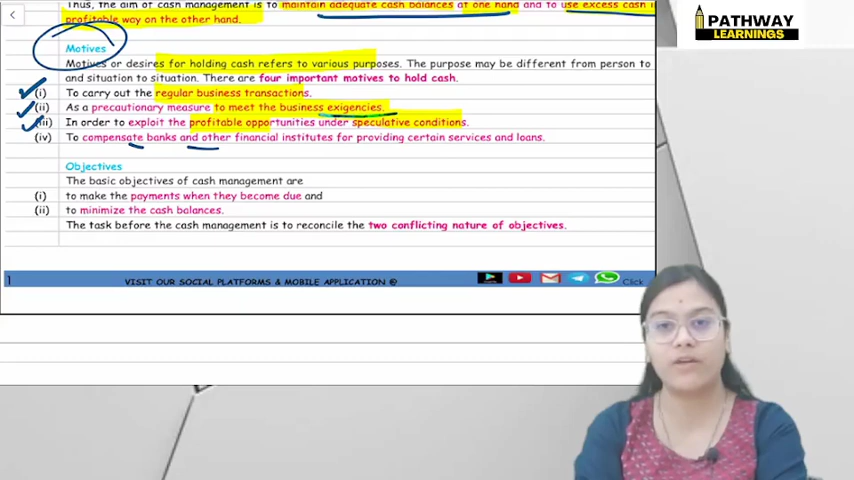 Thus, the aim of cash management is to maintain adequate cash balances at one hand and to use excess cash in
profitable way on the other hand.
Motives
Motives or desires for holding cash refers to various purposes. The purpose may be different from person to
and situation to situation. There are four important motives to hold cash.
(i) To carry out the regular business transactions.
(ii) As a precautionary measure to meet the business exigencies.
(iii) In order to exploit the profitable opportunities under speculative conditions.
(iv) To compensate banks and other financial institutes for providing certain services and loans.
Objectives
The basic objectives of cash management are
(i) to make the payments when they become due and
(ii) to minimize the cash balances.
The task before the cash management is to reconcile the two conflicting nature of objectives.
1 VISIT OUR SOCIAL PLATFORMS & MOBILE APPLICATION @ Click
PATHWAY
LEARNINGS